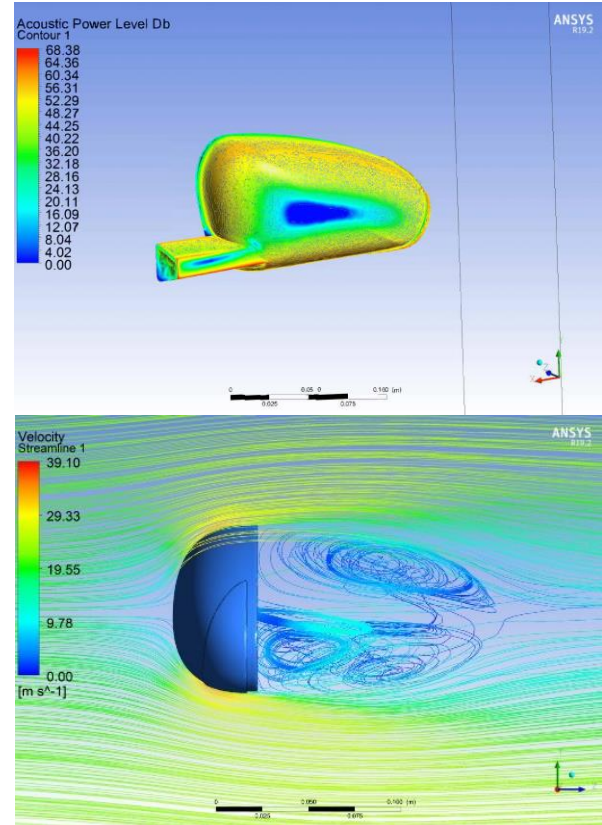 Acoustic Power Level Db
Contour 1
68.38
64.36
60.34
56.31
52.29
48.27
44.25
40.22
36.20
32.18
28.16
24.13
20.11
16.09
12.07
8.04
4.02
0.00
ANSYS
R19.2
0 0.05 0 0.100 (m)
0.025 0.075
Velocity
Streamline 1
39.10
29.33
19.55
9.78
0.00
[m s^-1]
ANSYS
R19.2
0 0.050 0.100 (m)
0.025 0.075